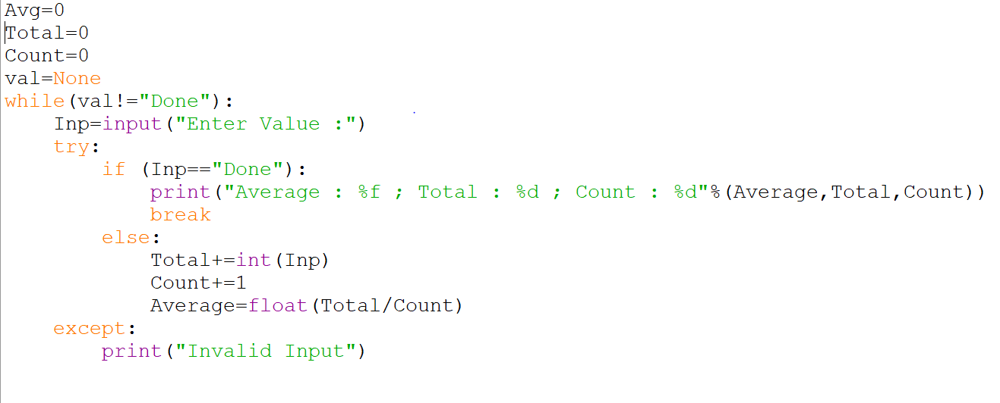 Avg=0
Total=0
Count=0
val=None
while(val!="Done"):
    Inp=input("Enter Value :")
    try:
        if (Inp=="Done"):
            print("Average : %f ; Total : %d ; Count : %d"%(Average,Total,Count))
            break
        else:
            Total+=int(Inp)
            Count+=1
            Average=float(Total/Count)
    except:
        print("Invalid Input")